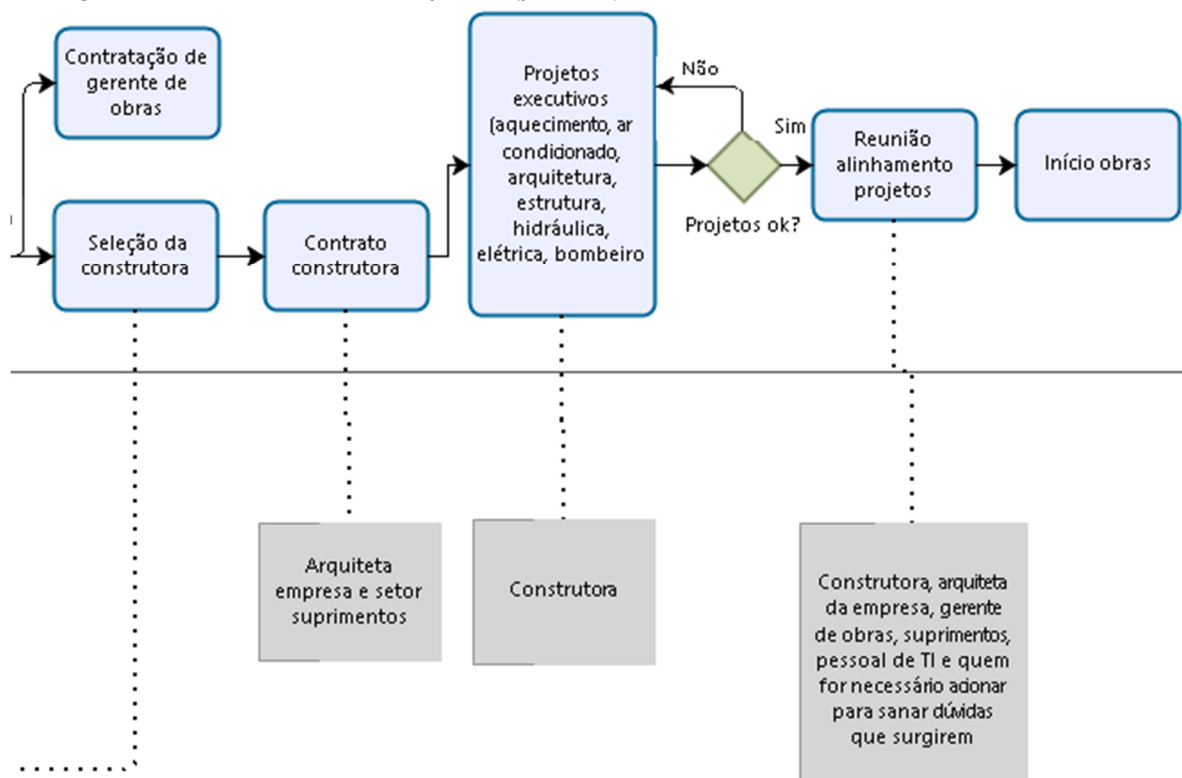 Contratação de
gerente de
obras
Seleção da
construtora
Contrato
construtora
Projetos
executivos
(aquecimento, ar
condicionado,
arquitetura,
estrutura,
hidráulica,
elétrica, bombeiro
Não
Sim
Projetos ok?
Reunião
alinhamento
projetos
Início obras
Arquiteta
empresa e setor
suprimentos
Construtora
Construtora, arquiteta
da empresa, gerente
de obras, suprimentos,
pessoal de TI e quem
for necessário acionar
para sanar dúvidas
que surgirem